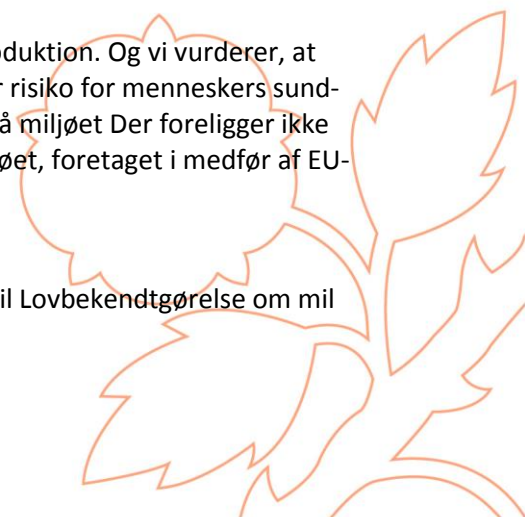 duktion. Og vi vurderer, at
r risiko for menneskers sund-
å miljøet Der foreligger ikke
øet, foretaget i medfør af EU-
il Lovbekendtgørelse om mil